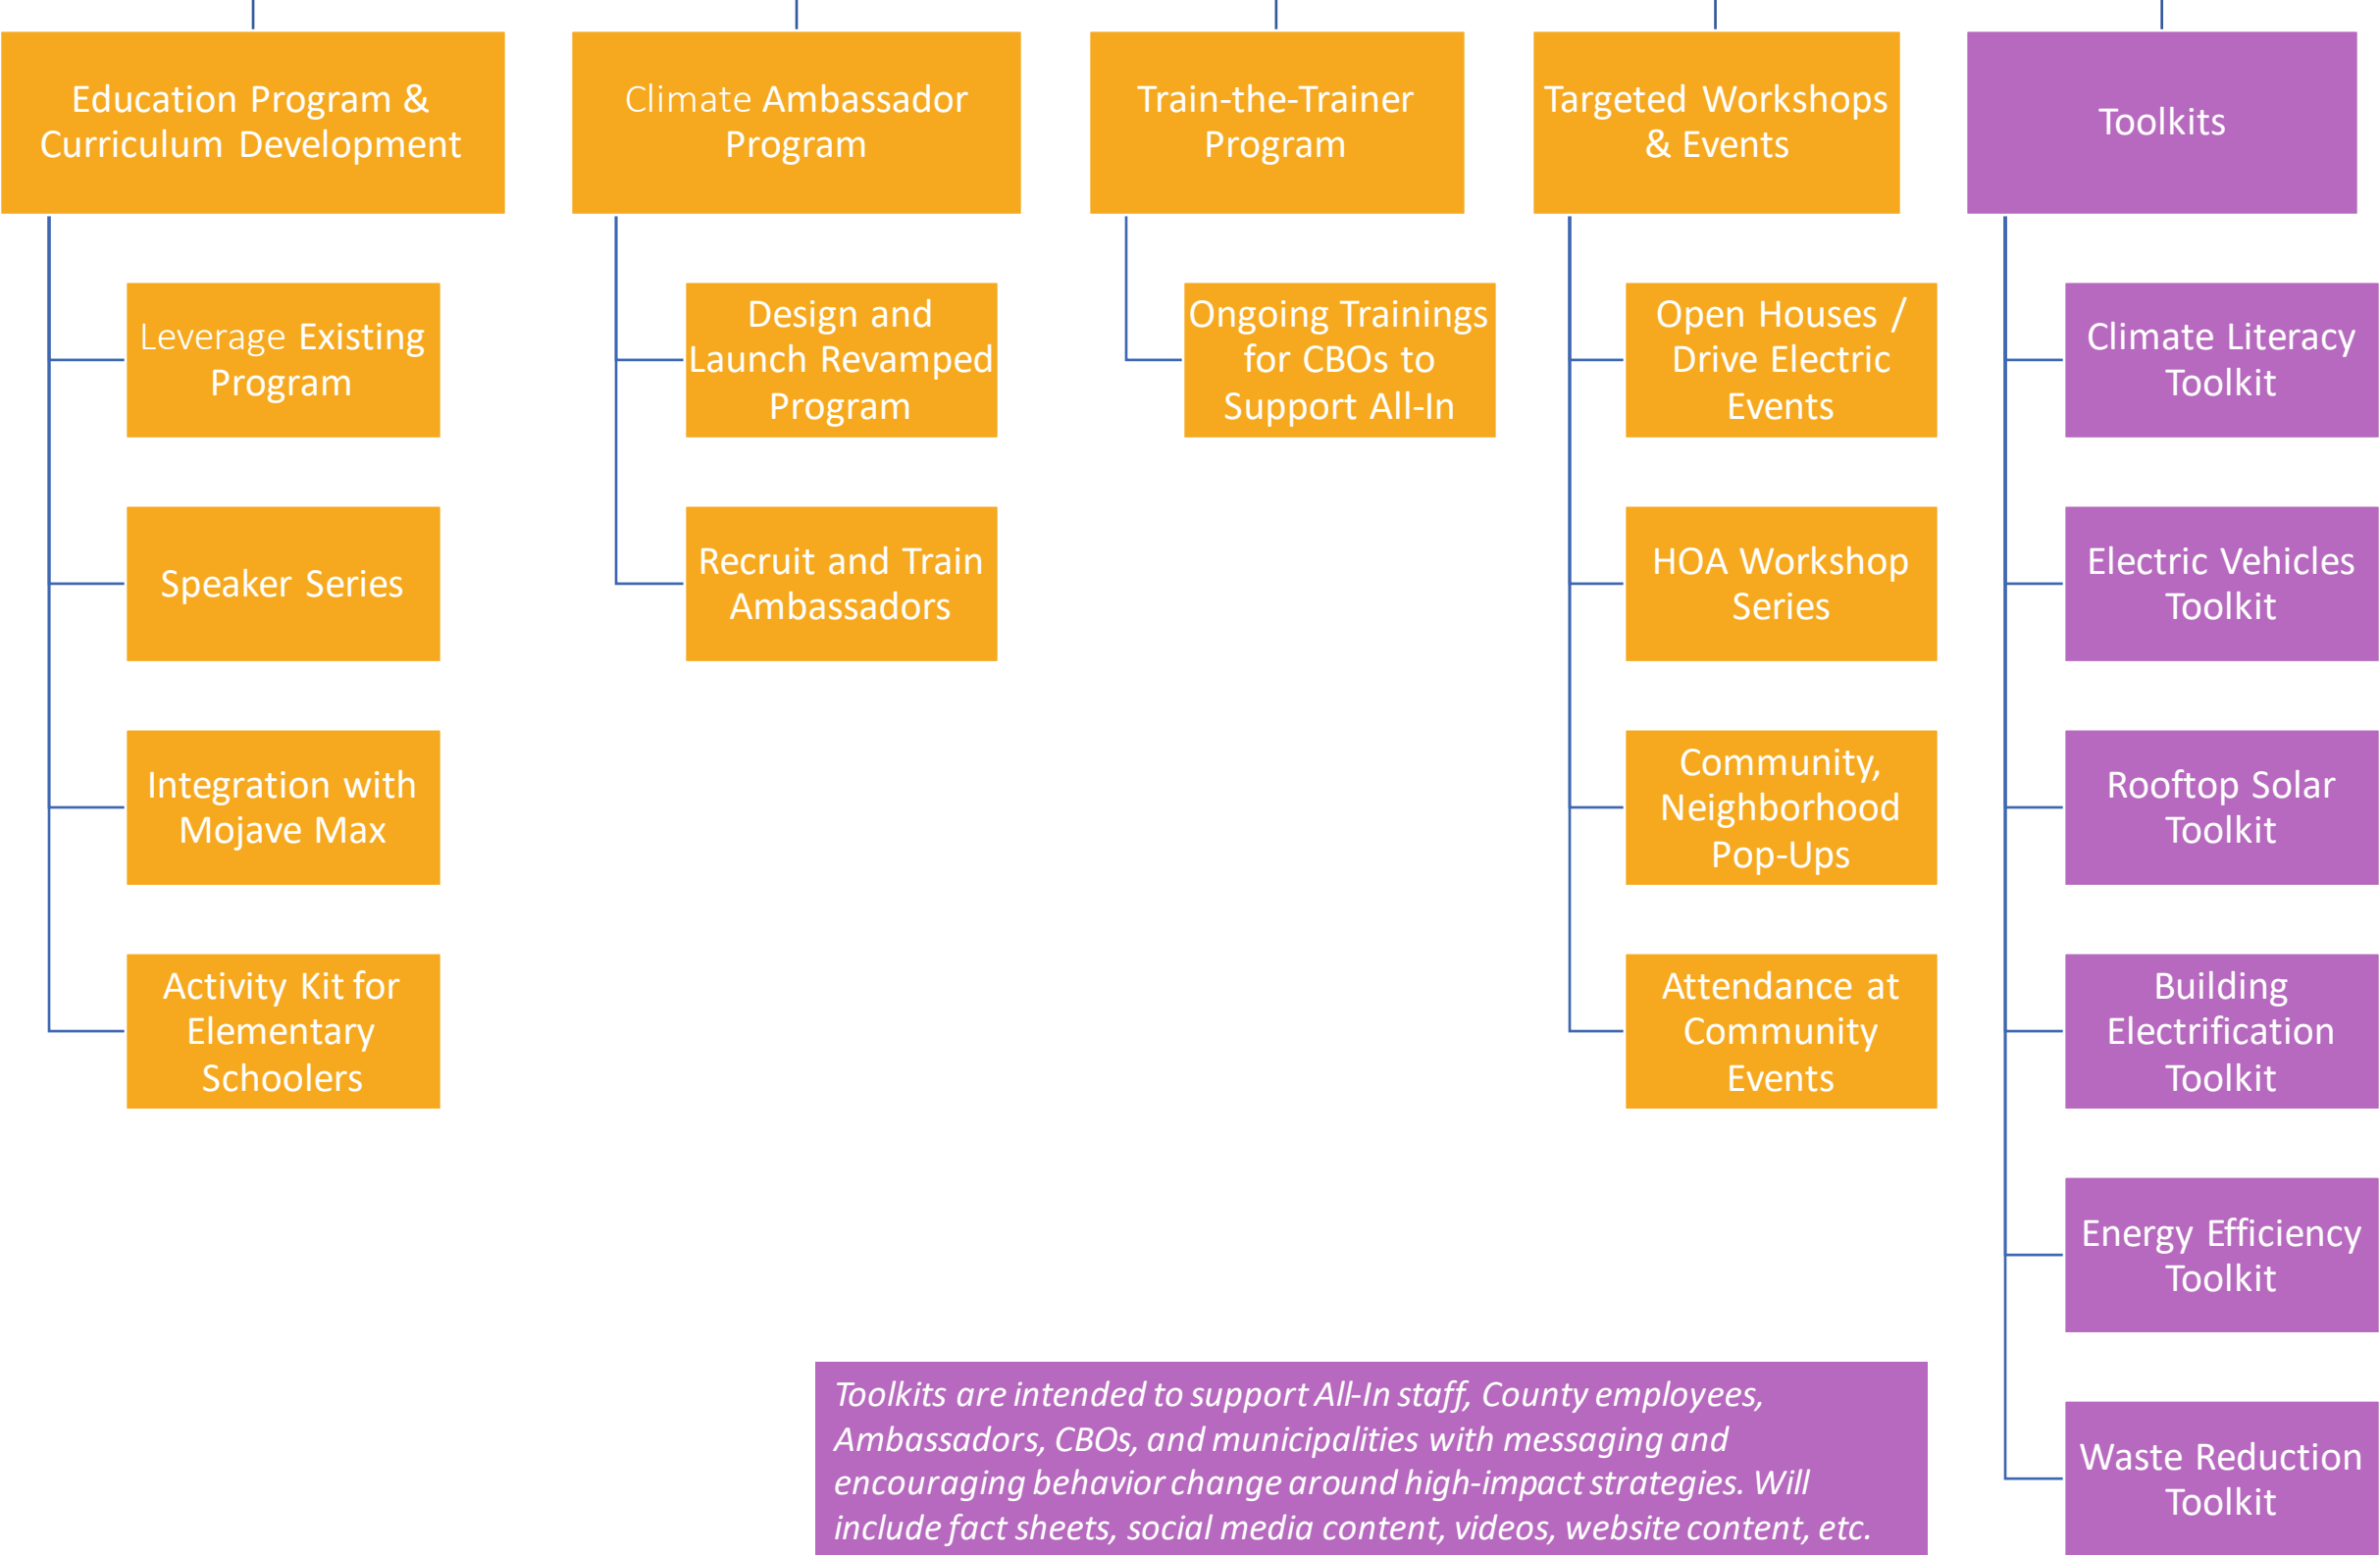 Education Program &
Curriculum Development
Leverage Existing
Program
Speaker Series
Integration with
Mojave Max
Activity Kit for
Elementary
Schoolers
Climate Ambassador
Program
Design and
Launch Revamped
Program
Recruit and Train
Ambassadors
Train-the-Trainer
Program
Ongoing Trainings
for CBOs to
Support All-In
Targeted Workshops
& Events
Open Houses /
Drive Electric
Events
HOA Workshop
Series
Community,
Neighborhood
Pop-Ups
Attendance at
Community
Events
Toolkits
Climate Literacy
Toolkit
Electric Vehicles
Toolkit
Rooftop Solar
Toolkit
Building
Electrification
Toolkit
Energy Efficiency
Toolkit
Waste Reduction
Toolkit
Toolkits are intended to support All-In staff, County employees,
Ambassadors, CBOs, and municipalities with messaging and
encouraging behavior change around high-impact strategies. Will
include fact sheets, social media content, videos, website content, etc.